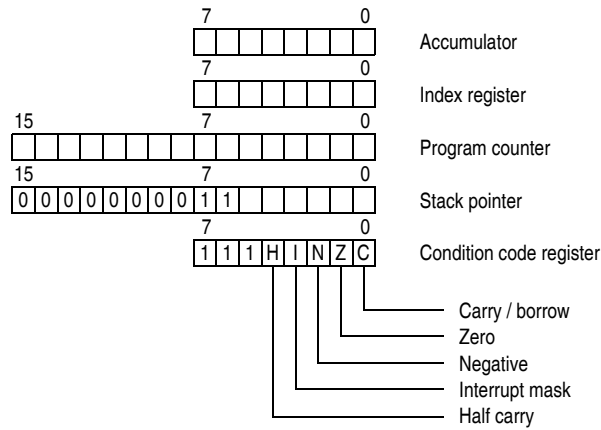 7 0
Accumulator
7 0
Index register
15 7 0
Program counter
15 7 0
0 0 0 0 0 0 0 0 1 1 Stack pointer
7 0
1 1 1 H I N Z C Condition code register
Carry / borrow
Zero
Negative
Interrupt mask
Half carry